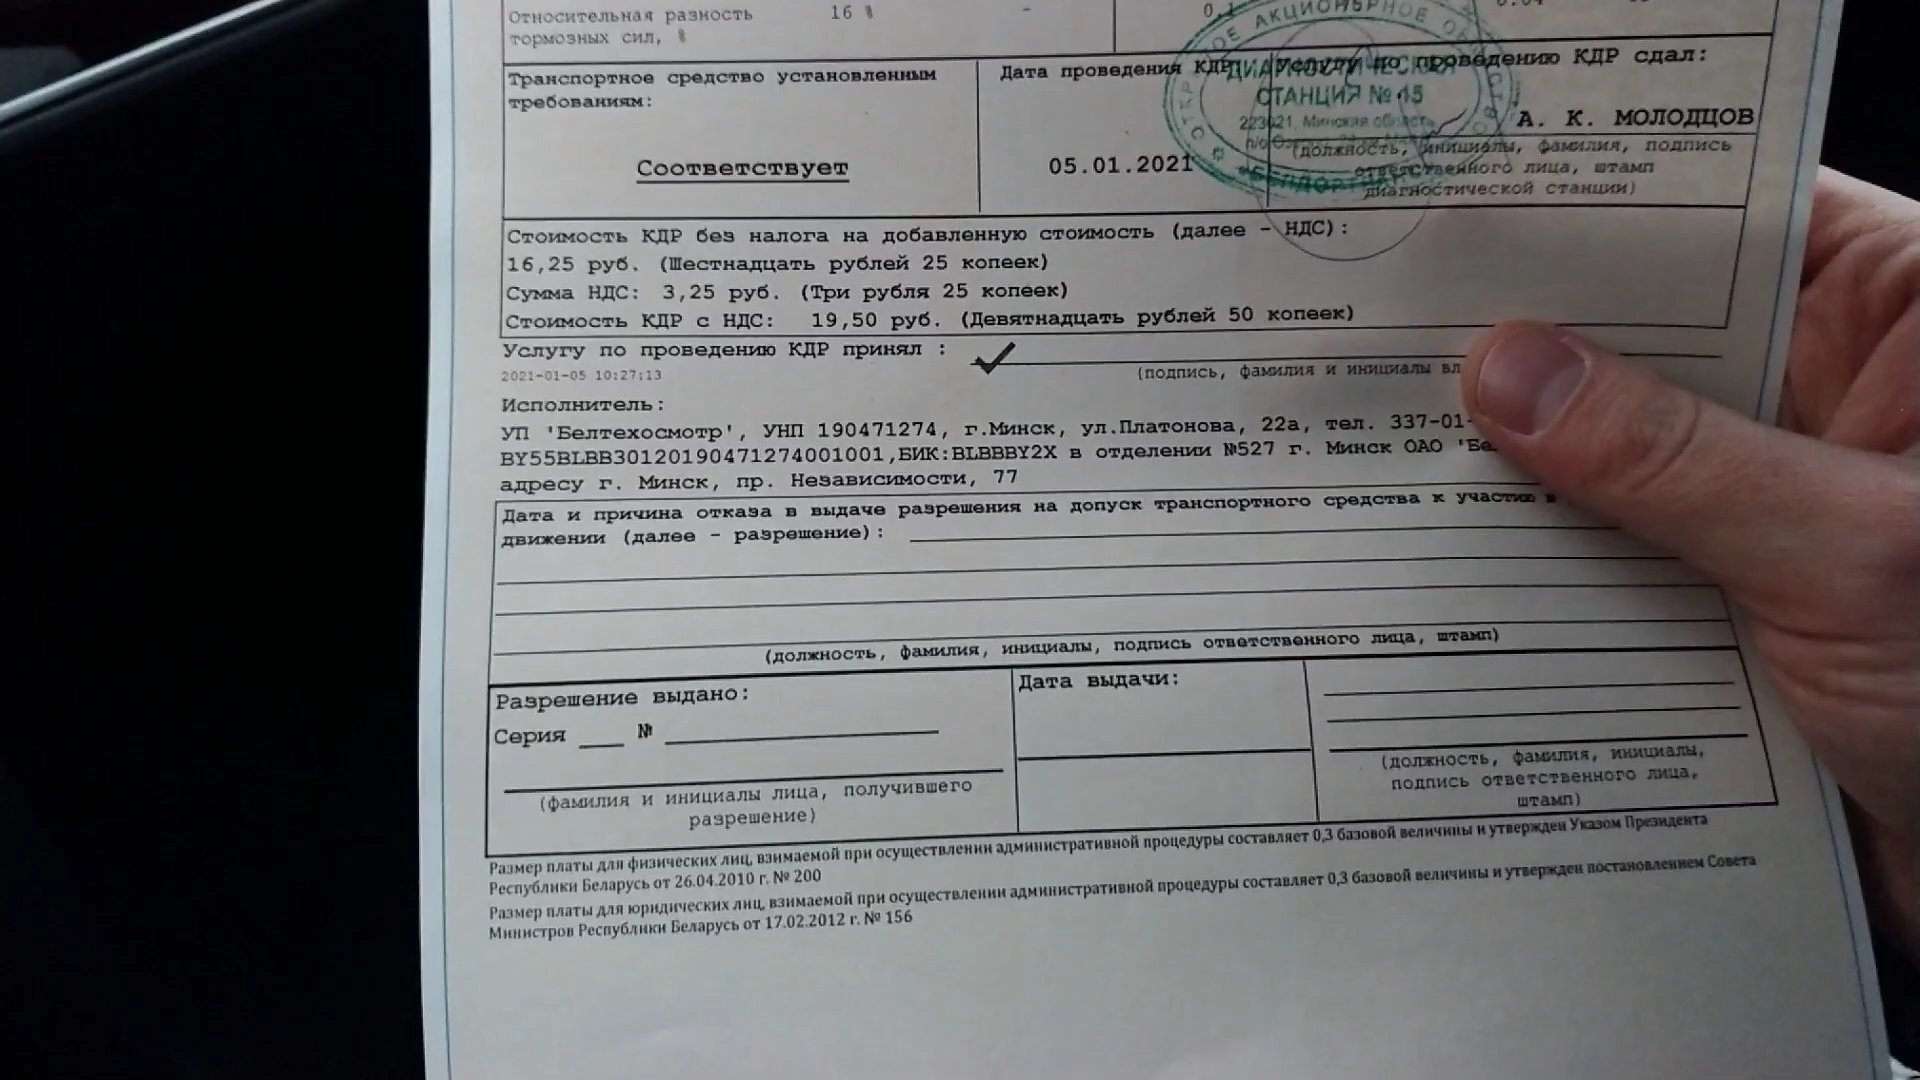 Относительная разность 16 % -
тормозных сил, %
Транспортное средство установленным
требованиям:
Соответствует
Дата проведения КДР:
05.01.2021
Услугу по проведению КДР сдал:
А. К. МОЛОДЦОВ
(должность, инициалы, фамилия, подпись
ответственного лица, штамп
диагностической станции)
АКЦИОНЕРНОЕ
ДИАГНОСТИЧЕСКАЯ
СТАНЦИЯ № 15
223021, Минская область
Стоимость КДР без налога на добавленную стоимость (далее - НДС):
16,25 руб. (Шестнадцать рублей 25 копеек)
Сумма НДС: 3,25 руб. (Три рубля 25 копеек)
Стоимость КДР с НДС: 19,50 руб. (Девятнадцать рублей 50 копеек)
Услугу по проведению КДР принял :
(подпись, фамилия и инициалы вл
2021-01-05 10:27:13
Исполнитель:
УП 'Белтехосмотр', УНП 190471274, г.Минск, ул.Платонова, 22а, тел. 337-01-
BY55BLBB30120190471274001001,БИК:BLBBBY2X в отделении №527 г. Минск ОАО 'Бе
адресу г. Минск, пр. Независимости, 77
Дата и причина отказа в выдаче разрешения на допуск транспортного средства к участию в
движении (далее - разрешение):
(должность, фамилия, инициалы, подпись ответственного лица, штамп)
Разрешение выдано:
Серия ___ № ____________
(фамилия и инициалы лица, получившего
разрешение)
Дата выдачи:
(должность, фамилия, инициалы,
подпись ответственного лица,
штамп)
Размер платы для физических лиц, взимаемой при осуществлении административной процедуры составляет 0,3 базовой величины и утвержден Указом Президента
Республики Беларусь от 26.04.2010 г. № 200
Размер платы для юридических лиц, взимаемой при осуществлении административной процедуры составляет 0,3 базовой величины и утвержден постановлением Совета
Министров Республики Беларусь от 17.02.2012 г. № 156